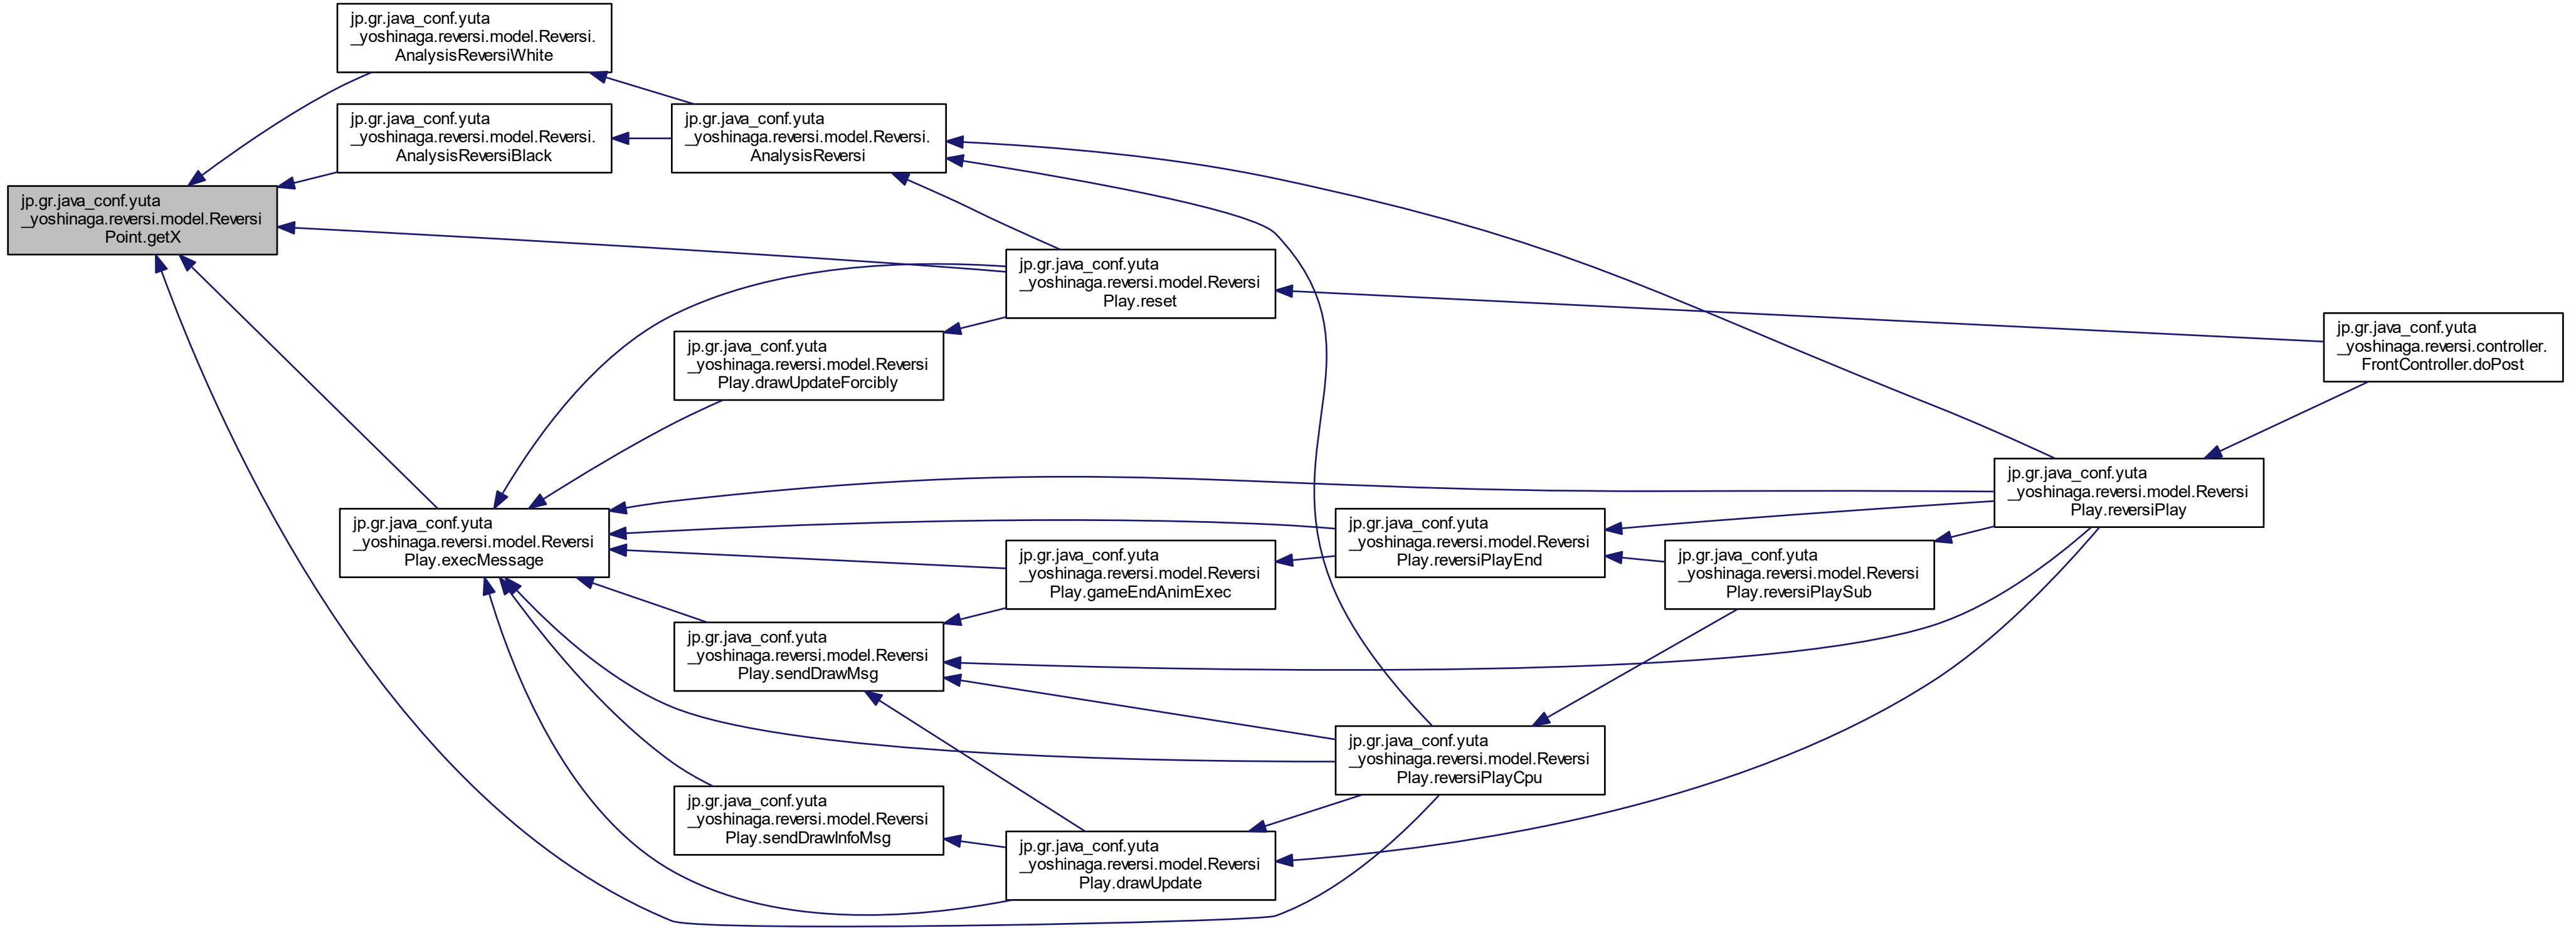 jp.gr.java_conf.yuta
_yoshinaga.reversi.model.Reversi.
AnalysisReversiWhite
jp.gr.java_conf.yuta
_yoshinaga.reversi.model.Reversi.
AnalysisReversiBlack
jp.gr.java_conf.yuta
_yoshinaga.reversi.model.Reversi.
AnalysisReversi
jp.gr.java_conf.yuta
_yoshinaga.reversi.model.Reversi
Point.getX
jp.gr.java_conf.yuta
_yoshinaga.reversi.model.Reversi
Play.reset
jp.gr.java_conf.yuta
_yoshinaga.reversi.controller.
FrontController.doPost
jp.gr.java_conf.yuta
_yoshinaga.reversi.model.Reversi
Play.drawUpdateForcibly
jp.gr.java_conf.yuta
_yoshinaga.reversi.model.Reversi
Play.reversiPlay
jp.gr.java_conf.yuta
_yoshinaga.reversi.model.Reversi
Play.execMessage
jp.gr.java_conf.yuta
_yoshinaga.reversi.model.Reversi
Play.reversiPlayEnd
jp.gr.java_conf.yuta
_yoshinaga.reversi.model.Reversi
Play.gameEndAnimExec
jp.gr.java_conf.yuta
_yoshinaga.reversi.model.Reversi
Play.reversiPlaySub
jp.gr.java_conf.yuta
_yoshinaga.reversi.model.Reversi
Play.sendDrawMsg
jp.gr.java_conf.yuta
_yoshinaga.reversi.model.Reversi
Play.reversiPlayCpu
jp.gr.java_conf.yuta
_yoshinaga.reversi.model.Reversi
Play.sendDrawInfoMsg
jp.gr.java_conf.yuta
_yoshinaga.reversi.model.Reversi
Play.drawUpdate